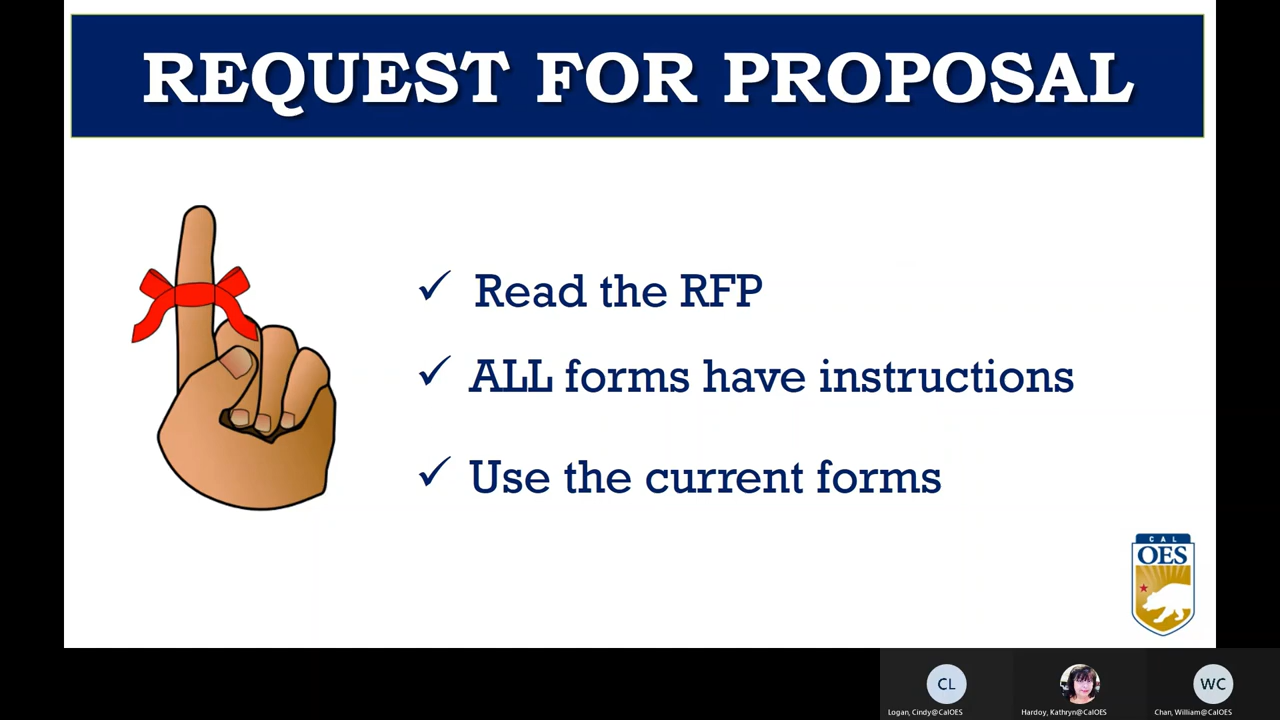 REQUEST FOR PROPOSAL
✓ Read the RFP
✓ ALL forms have instructions
✓ Use the current forms
CAL
OES
CL
WC
Logan, Cindy@CalOES
Hardoy, Kathryn@CalOES
Chan, William@CalOES